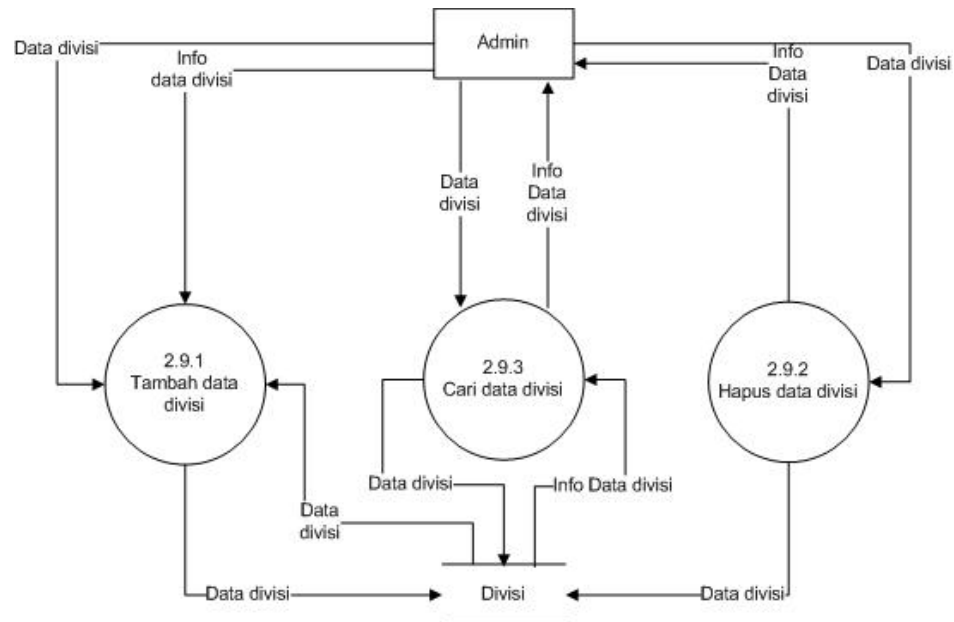 Admin
Data divisi
Info
data divisi
Info
Data
divisi
Data divisi
Data
divisi
Info
Data
divisi
2.9.1
Tambah data
divisi
2.9.3
Cari data divisi
2.9.2
Hapus data divisi
Data divisi
Info Data divisi
Data
divisi
Data divisi
Divisi
Data divisi